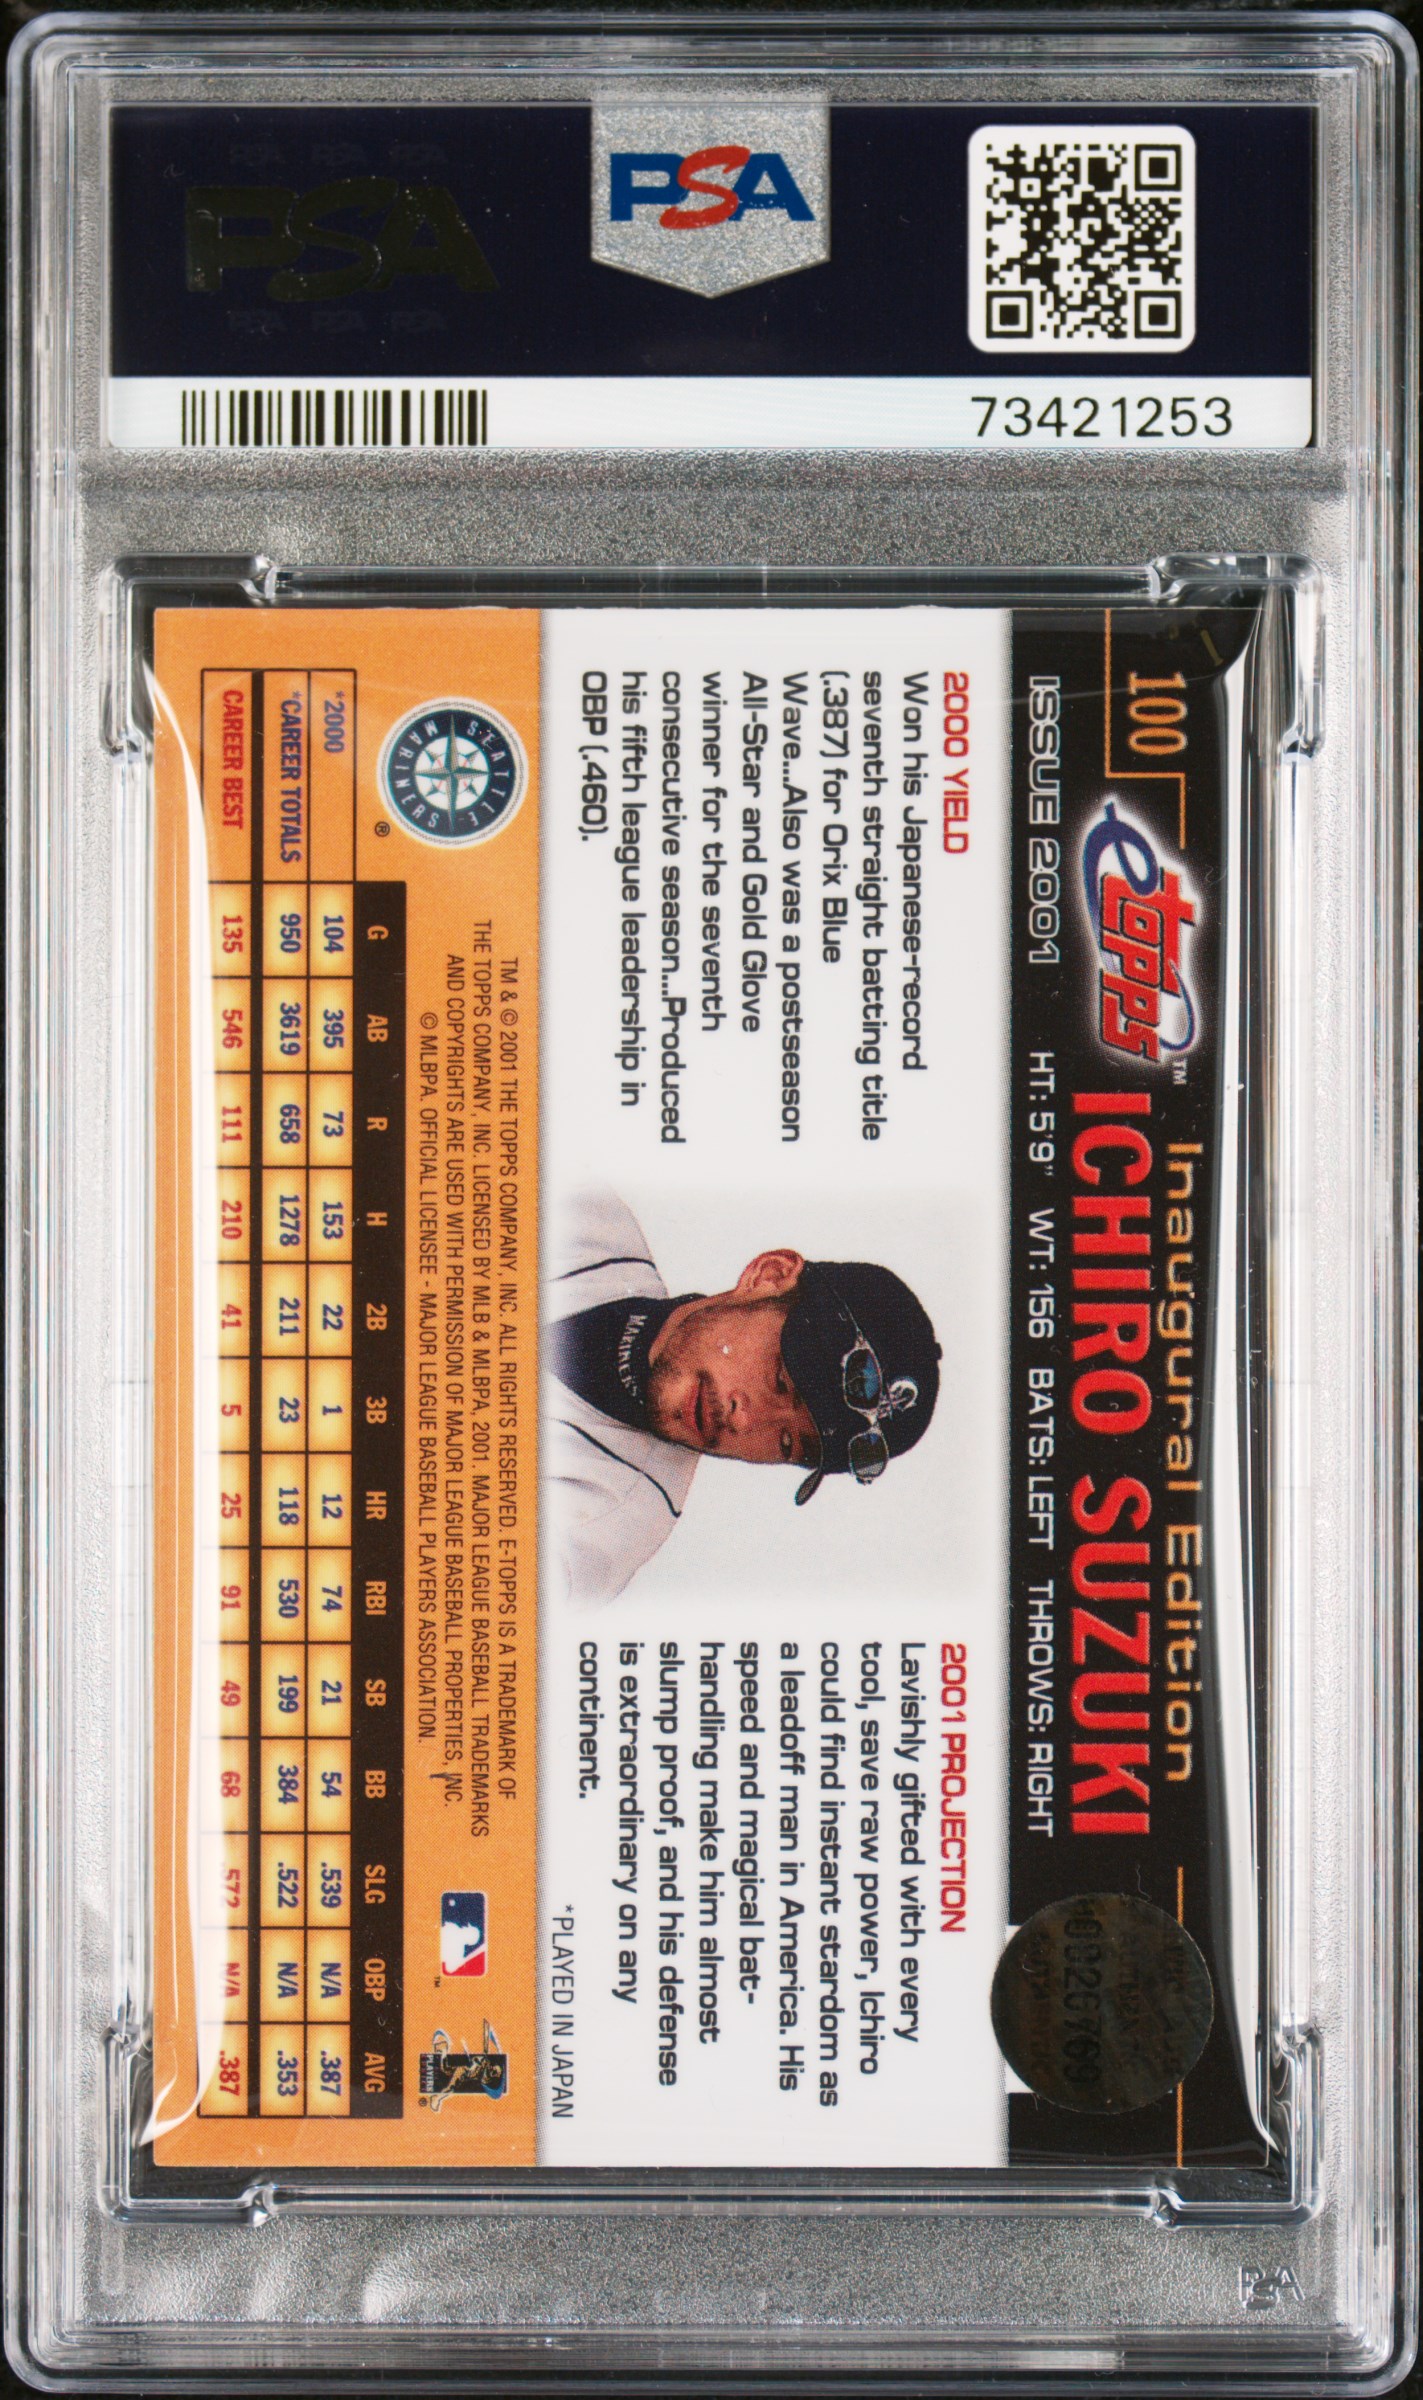 PSA
PSA
73421253
100
etopps™
Inaugural Edition
ICHIRO SUZUKI
ISSUE 2001 HT: 5'9" WT: 156 BATS: LEFT THROWS: RIGHT
2000 YIELD
Won his Japanese-record
seventh straight batting title
(.387) for Orix Blue
Wave...Also was a postseason
All-Star and Gold Glove
winner for the seventh
consecutive season...Produced
his fifth league leadership in
OBP (.460).
MARINERS
2001 PROJECTION
Lavishly gifted with every
tool, save raw power, Ichiro
could find instant stardom as
a leadoff man in America. His
speed and magical bat-
handling make him almost
slump proof, and his defense
is extraordinary on any
continent.
*PLAYED IN JAPAN
SEATTLE
MARINERS
®
TM & © 2001 THE TOPPS COMPANY, INC. ALL RIGHTS RESERVED. E-TOPPS IS A TRADEMARK OF
THE TOPPS COMPANY, INC. LICENSED BY MLB & MLBPA, 2001. MAJOR LEAGUE BASEBALL TRADEMARKS
AND COPYRIGHTS ARE USED WITH PERMISSION OF MAJOR LEAGUE BASEBALL PROPERTIES, INC.
© MLBPA. OFFICIAL LICENSEE - MAJOR LEAGUE BASEBALL PLAYERS ASSOCIATION.
™
PLAYERS
®
G AB R H 2B 3B HR RBI SB BB SLG OBP AVG
*2000 104 395 73 153 22 1 12 74 21 54 .539 N/A .387
*CAREER TOTALS 950 3619 658 1278 211 23 118 530 199 384 .522 N/A .353
CAREER BEST 135 546 111 210 41 5 25 91 49 68 .572 N/A .387
PSA